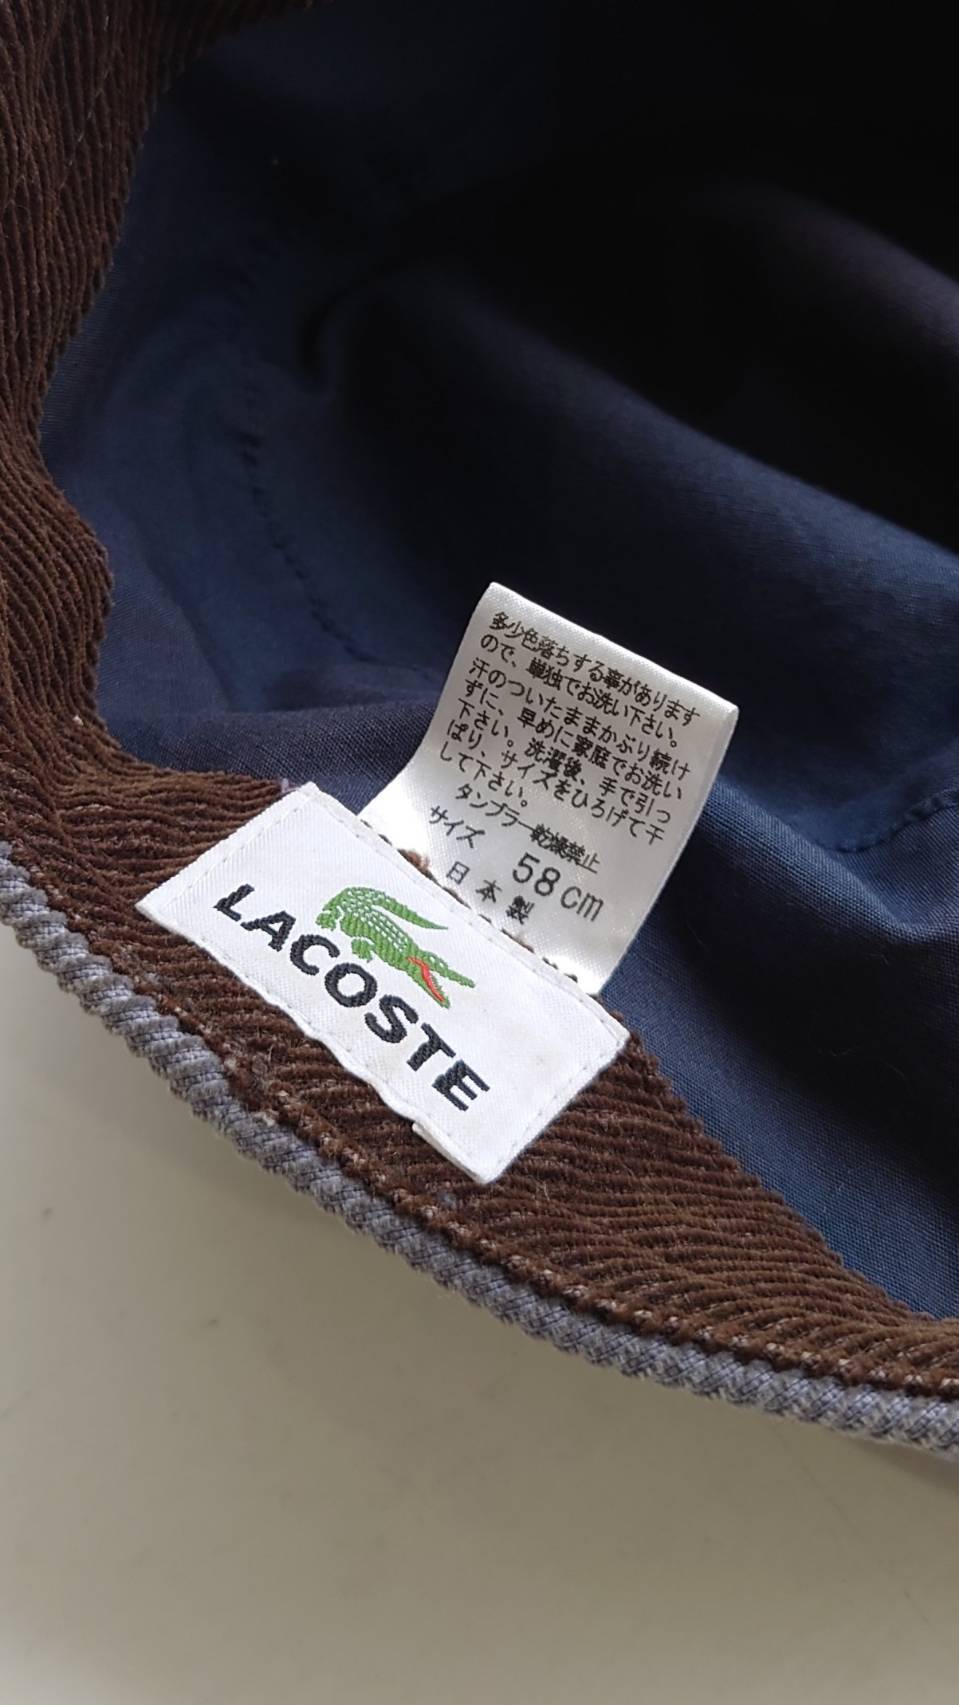 多少色落ちする事があります
ので、単独でお洗い下さい。
汗のついたままかぶり続け
ずに、早めに家庭でお洗い
下さい。洗濯後、手で引っ
ぱり、サイズをひろげて干
して下さい。
タンブラー乾燥禁止
サイズ 58cm
日本製
LACOSTE